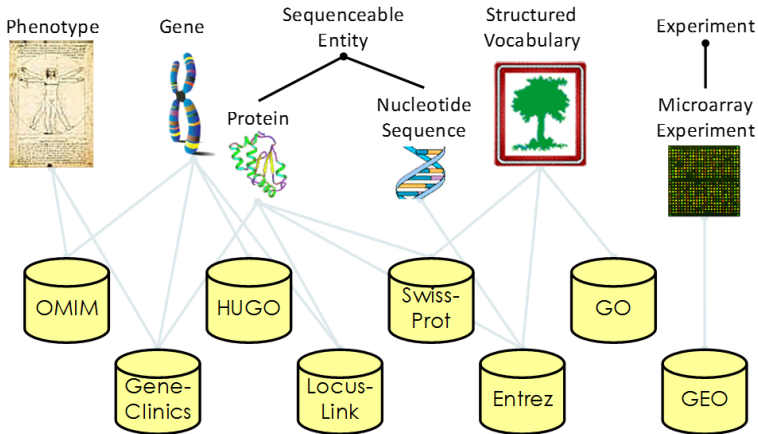 Phenotype
Gene
Sequenceable
Entity
Structured
Vocabulary
Experiment
Protein
Nucleotide
Sequence
Microarray
Experiment
OMIM
HUGO
Swiss-
Prot
GO
Gene-
Clinics
Locus-
Link
Entrez
GEO